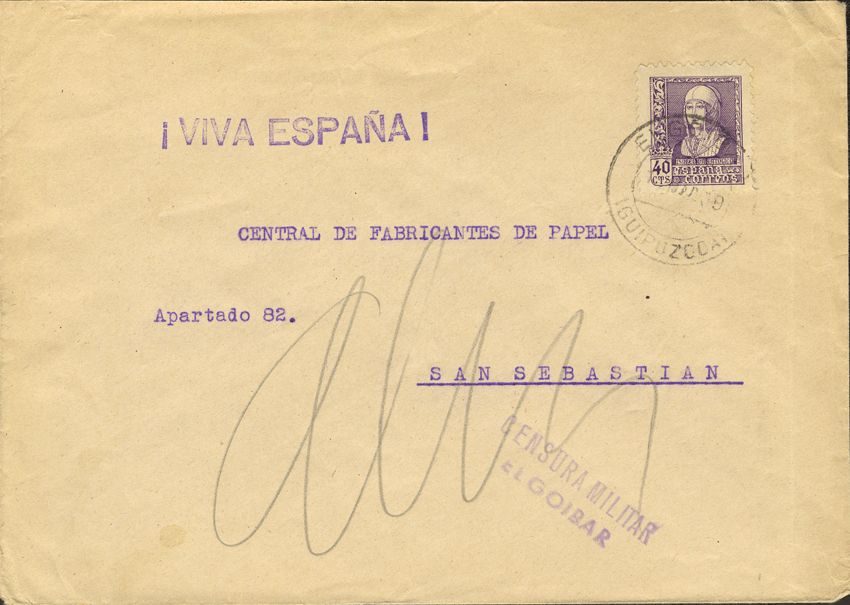 ¡VIVA ESPAÑA!
40
CTS
ESPAÑA
CORREOS
(GUIPUZCOA)
CENTRAL DE FABRICANTES DE PAPEL
Apartado 82.
SAN SEBASTIAN
CENSURA MILITAR
ELGOIBAR